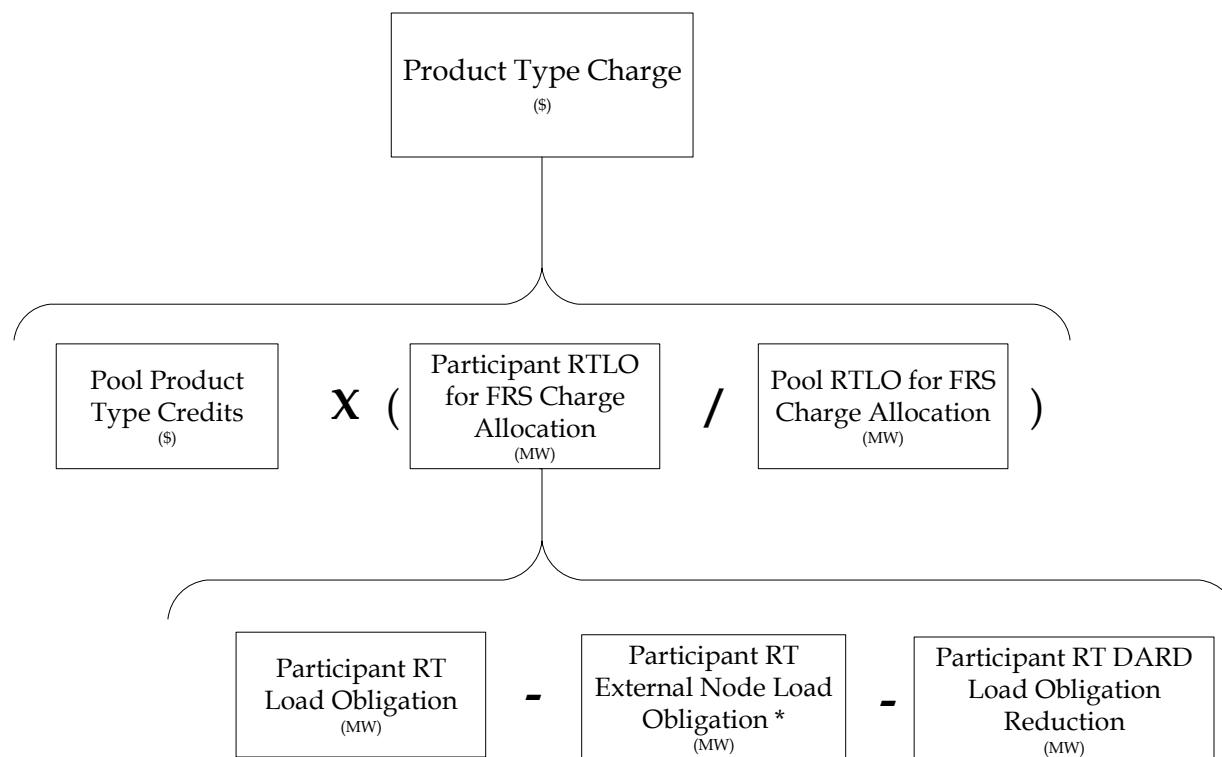 Product Type Charge
($)
Pool Product
Type Credits
($)
X
(
Participant RTLO
for FRS Charge
Allocation
(MW)
/
Pool RTLO for FRS
Charge Allocation
(MW)
)
Participant RT
Load Obligation
(MW)
-
Participant RT
External Node Load
Obligation *
(MW)
-
Participant RT DARD
Load Obligation
Reduction
(MW)